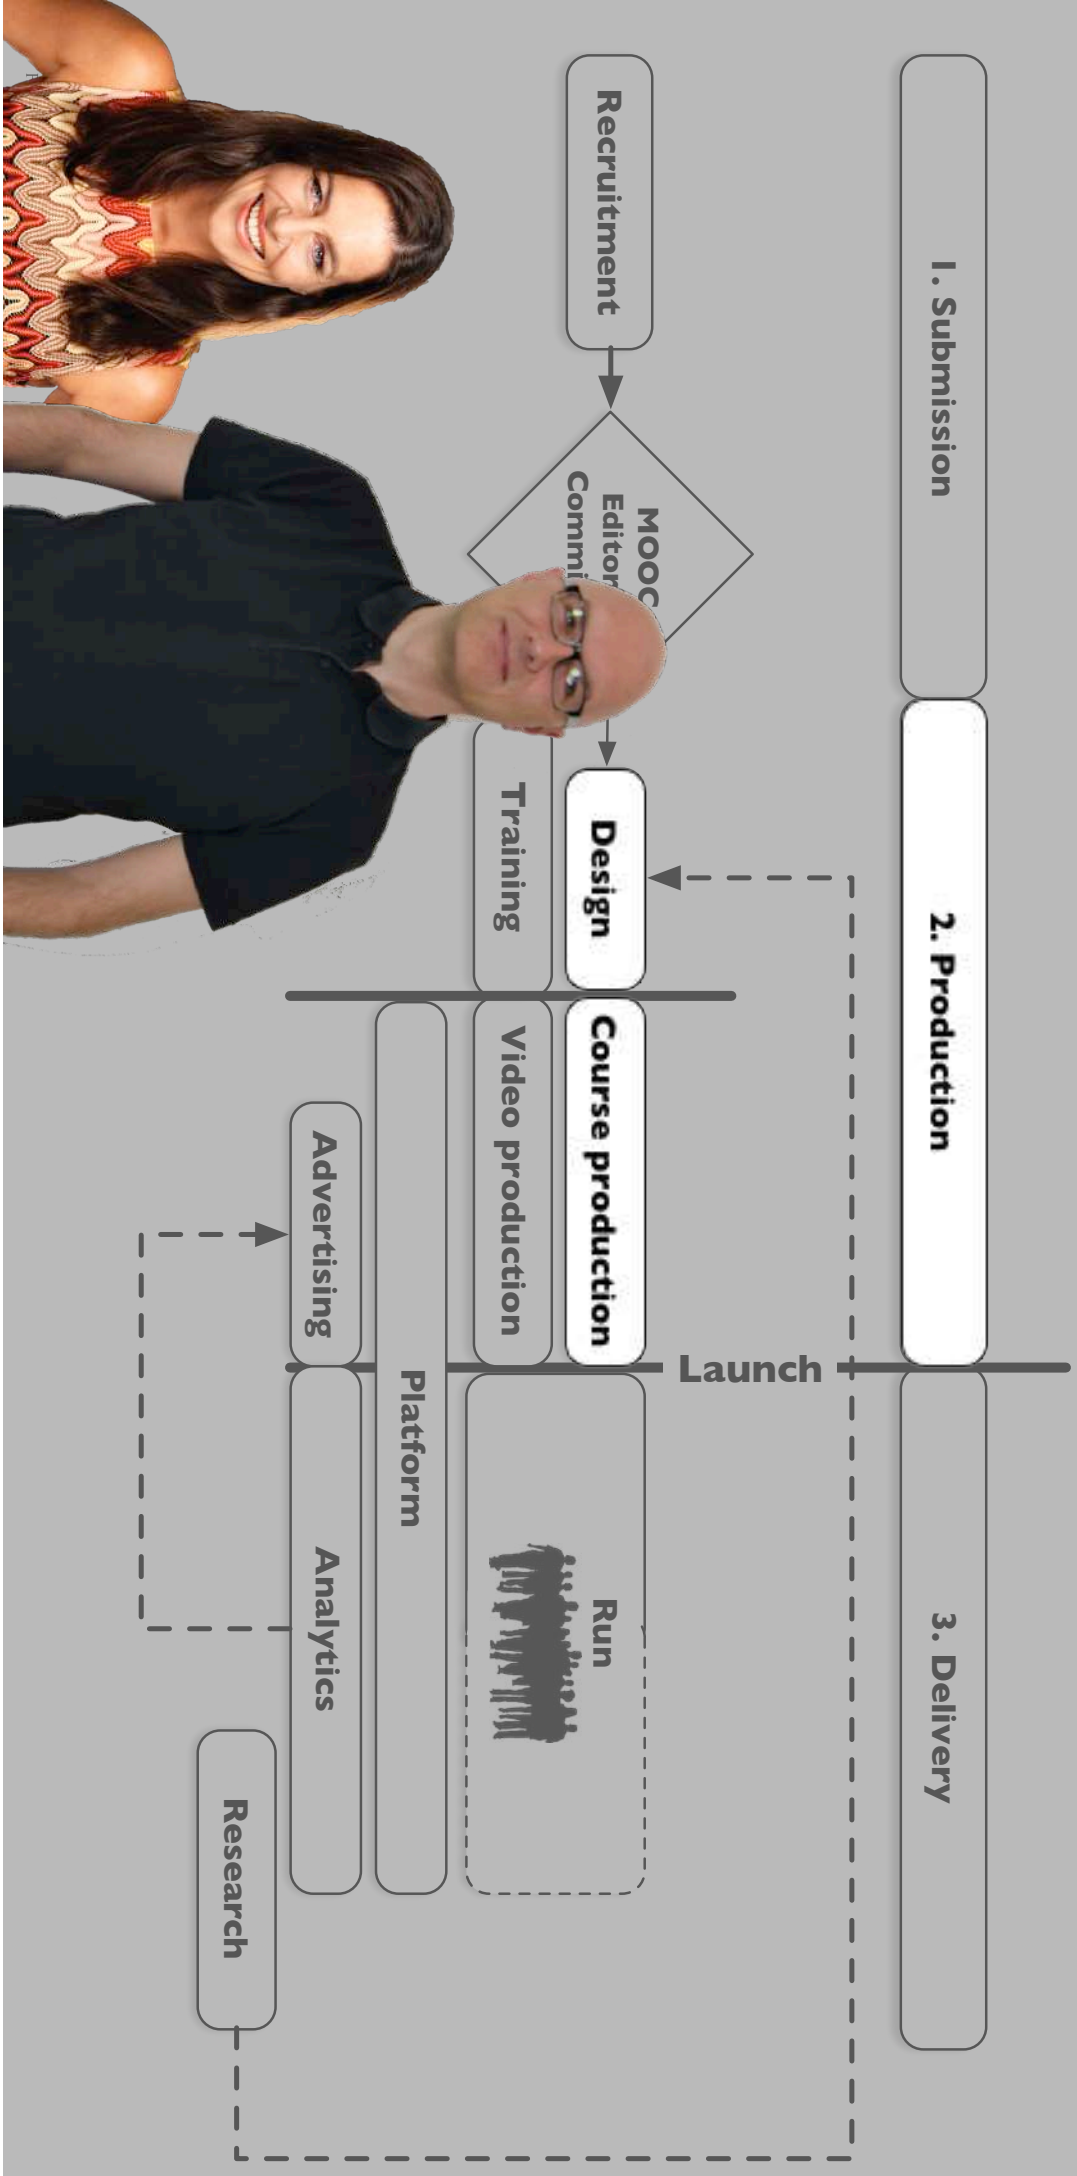 1. Submission
2. Production
3. Delivery
Launch
Recruitment
MOOC
Design
Course production
Run
Training
Video production
Platform
Advertising
Analytics
Research